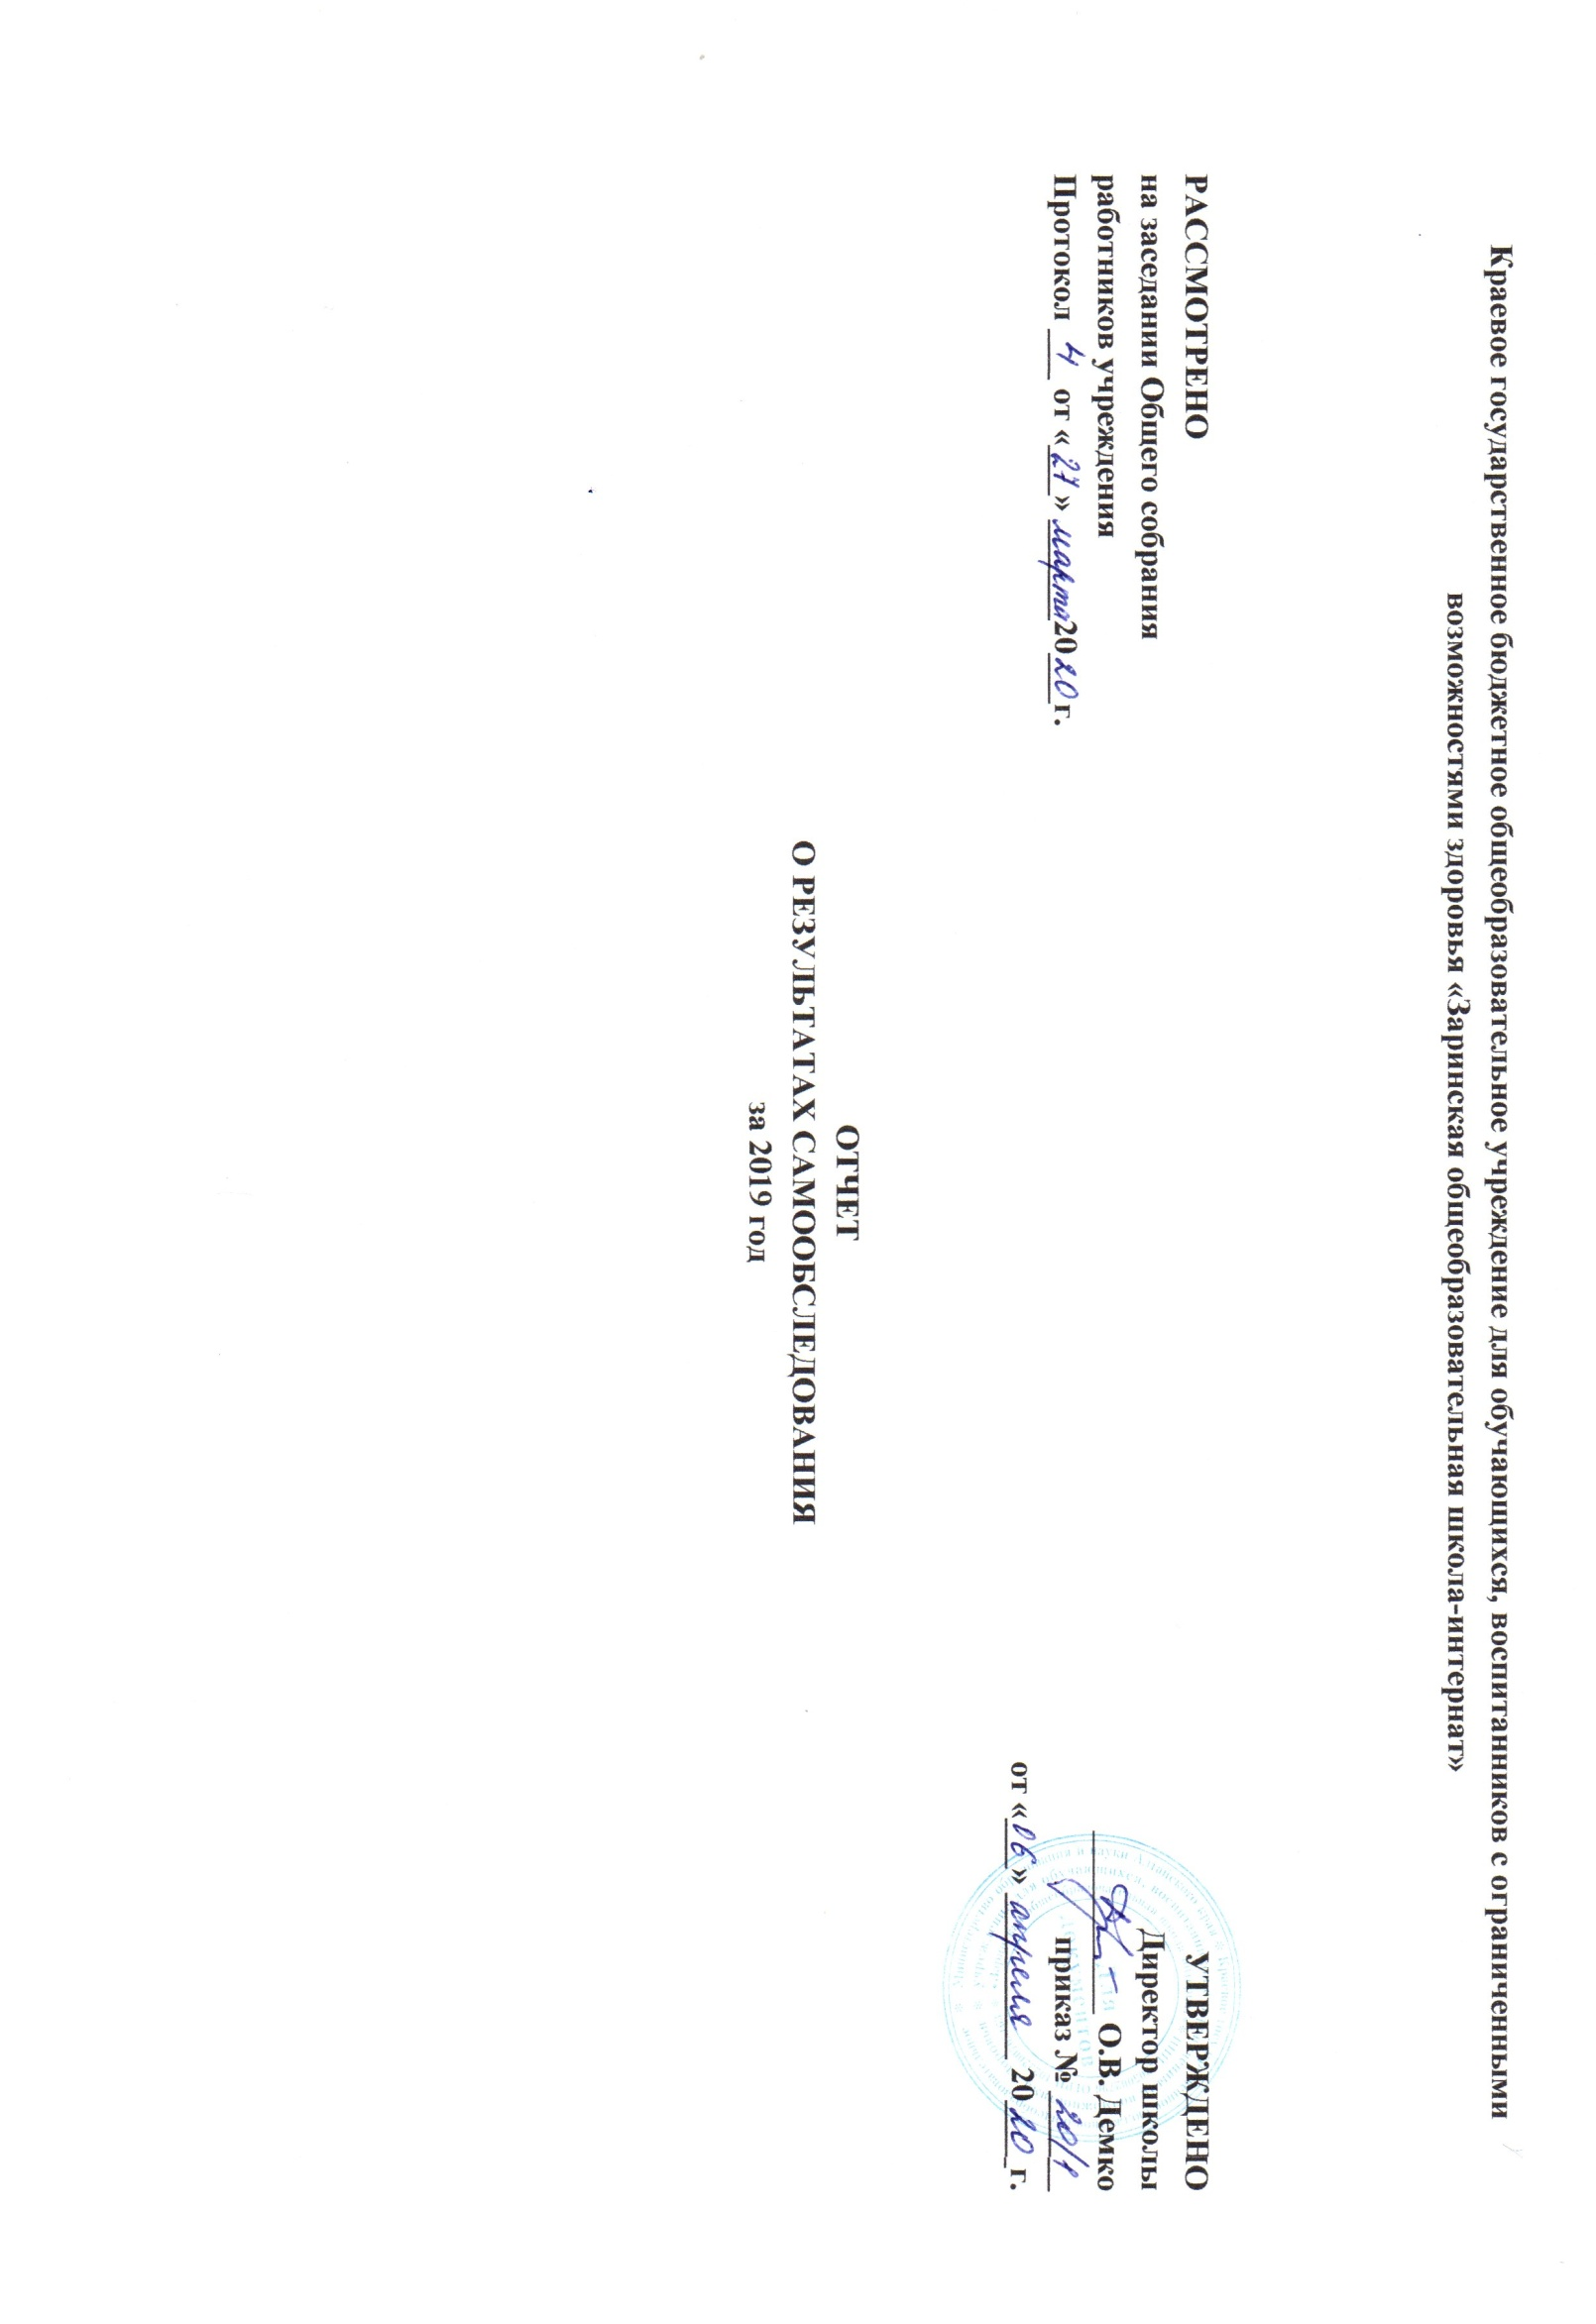 Краевое государственное бюджетное общеобразовательное учреждение для обучающихся, воспитанников с ограниченными
возможностями здоровья «Заринская общеобразовательная школа-интернат»
РАССМОТРЕНО
на заседании Общего собрания
работников учреждения
Протокол 4 от «27» марта 2020 г.
УТВЕРЖДЕНО
Директор школы
О.В. Демко
приказ № 20/1
от «06» апреля 2020 г.
ОТЧЕТ
О РЕЗУЛЬТАТАХ САМООБСЛЕДОВАНИЯ
за 2019 год